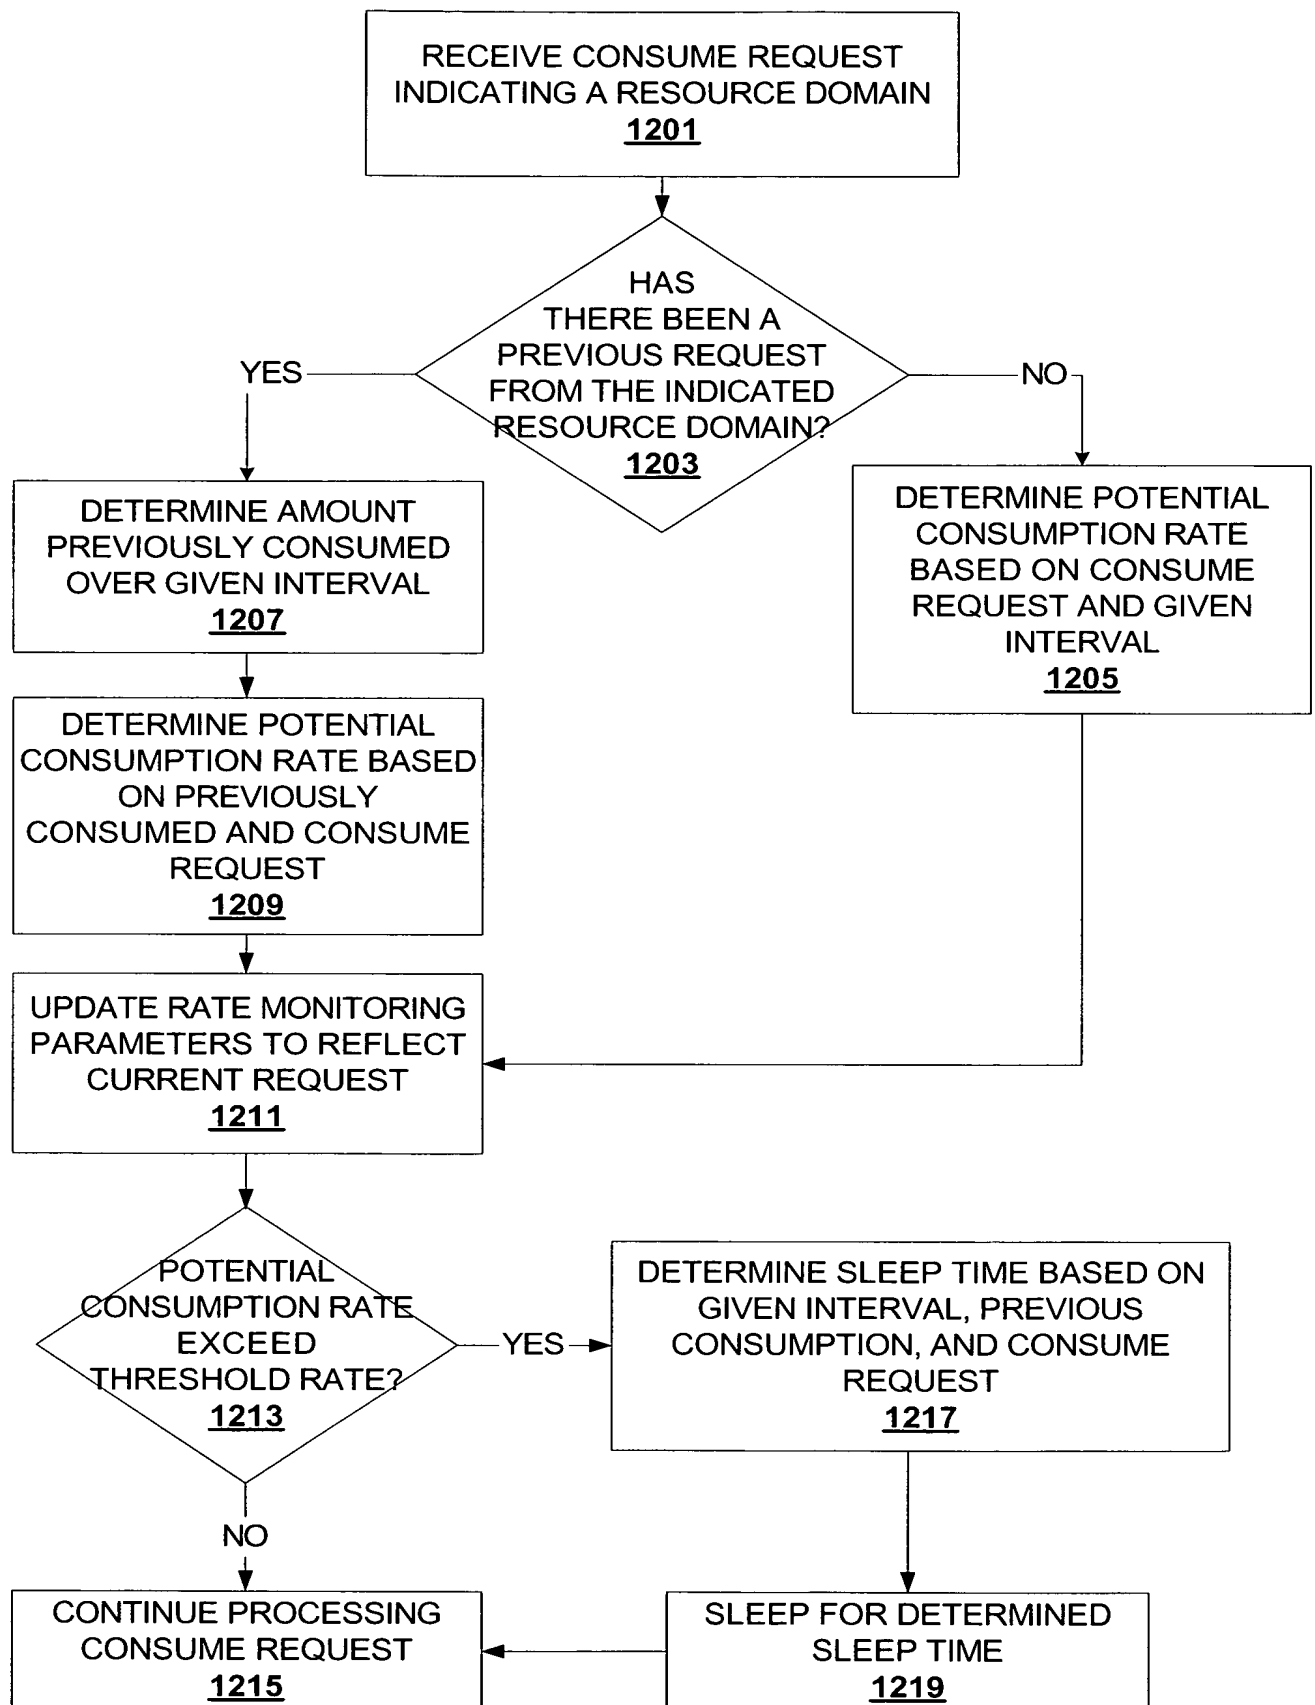 RECEIVE CONSUME REQUEST
INDICATING A RESOURCE DOMAIN
1201
HAS
THERE BEEN A
PREVIOUS REQUEST
FROM THE INDICATED
RESOURCE DOMAIN?
1203
YES
NO
DETERMINE AMOUNT
PREVIOUSLY CONSUMED
OVER GIVEN INTERVAL
1207
DETERMINE POTENTIAL
CONSUMPTION RATE
BASED ON CONSUME
REQUEST AND GIVEN
INTERVAL
1205
DETERMINE POTENTIAL
CONSUMPTION RATE BASED
ON PREVIOUSLY
CONSUMED AND CONSUME
REQUEST
1209
UPDATE RATE MONITORING
PARAMETERS TO REFLECT
CURRENT REQUEST
1211
POTENTIAL
CONSUMPTION RATE
EXCEED
THRESHOLD RATE?
1213
YES
DETERMINE SLEEP TIME BASED ON
GIVEN INTERVAL, PREVIOUS
CONSUMPTION, AND CONSUME
REQUEST
1217
NO
CONTINUE PROCESSING
CONSUME REQUEST
1215
SLEEP FOR DETERMINED
SLEEP TIME
1219